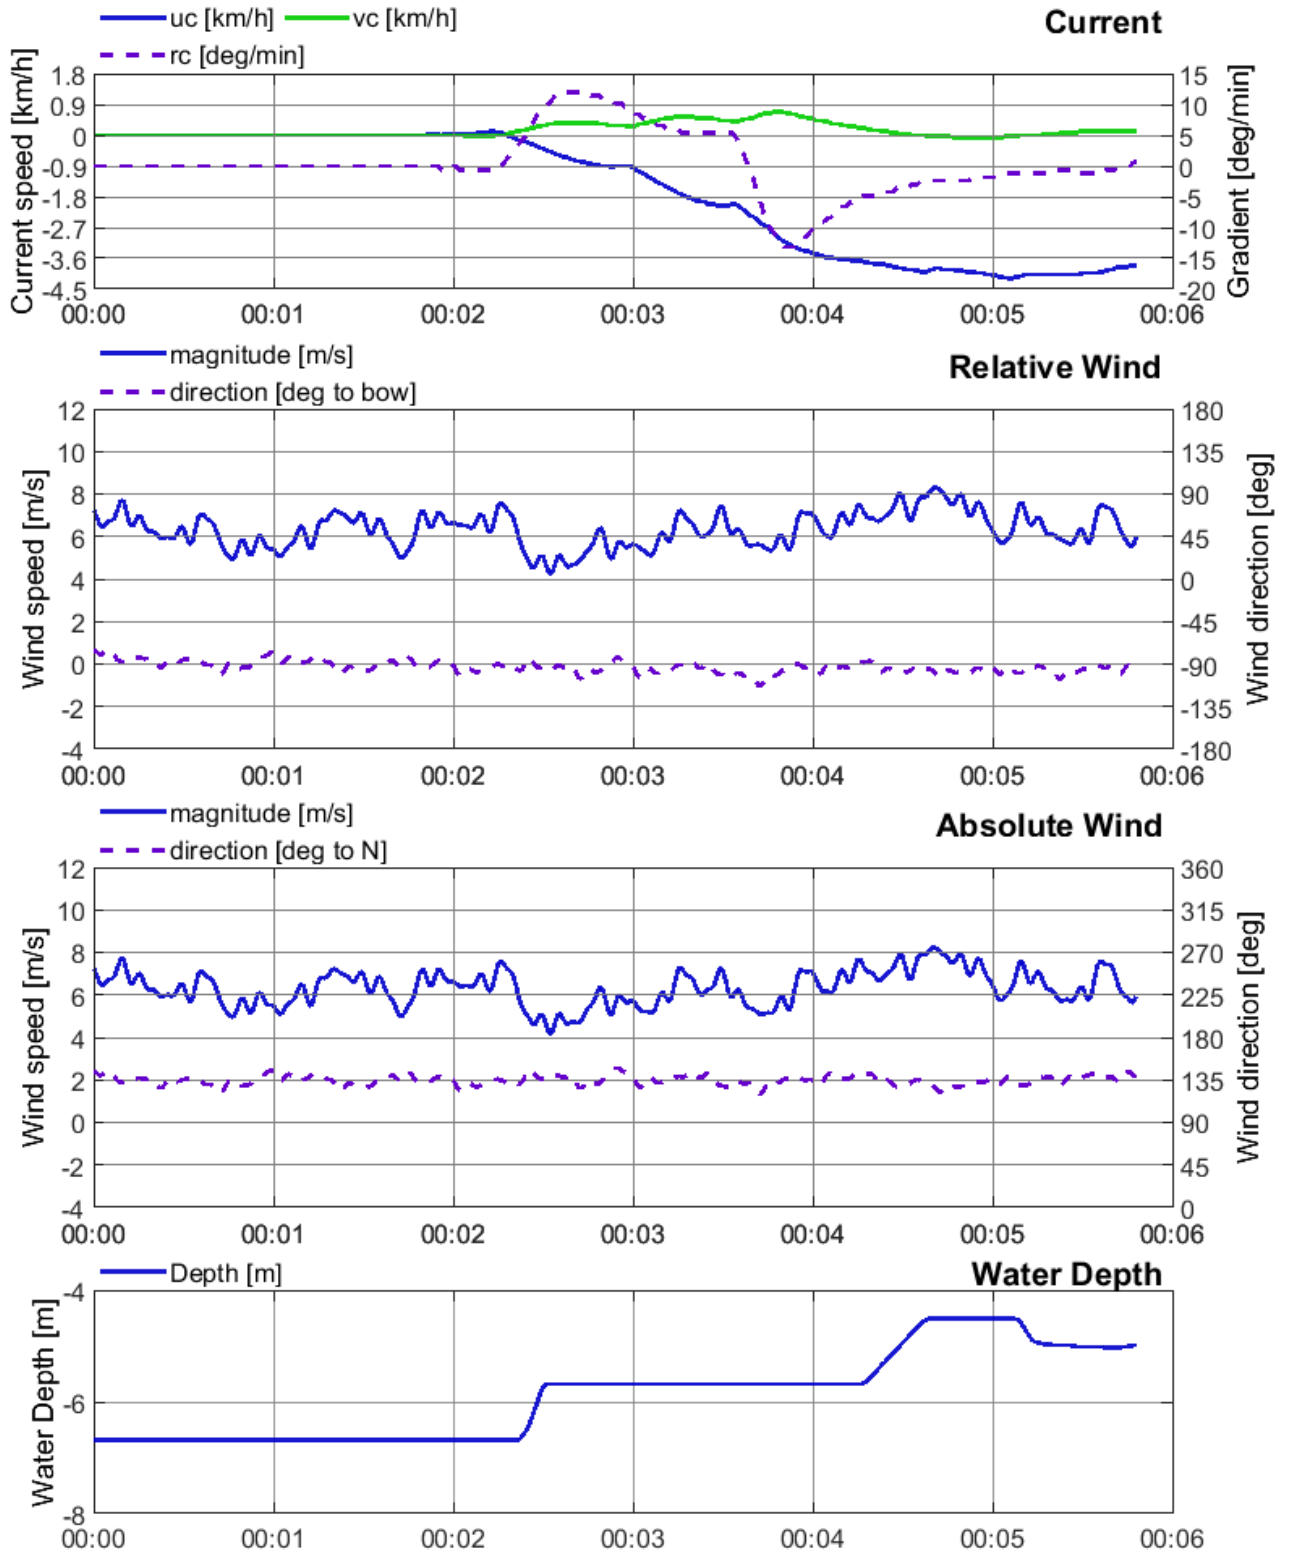 uc [km/h] vc [km/h] Current
rc [deg/min]
Current speed [km/h]
1.8 15
0.9 10
0 5
-0.9 0
-1.8 -5
-2.7 -10
-3.6 -15
-4.5 -20
Gradient [deg/min]
00:00 00:01 00:02 00:03 00:04 00:05 00:06
magnitude [m/s] Relative Wind
direction [deg to bow]
Wind speed [m/s]
12 180
10 135
8 90
6 45
4 0
2 -45
0 -90
-2 -135
-4 -180
Wind direction [deg]
00:00 00:01 00:02 00:03 00:04 00:05 00:06
magnitude [m/s] Absolute Wind
direction [deg to N]
Wind speed [m/s]
12 360
10 315
8 270
6 225
4 180
2 135
0 90
-2 45
-4 0
Wind direction [deg]
00:00 00:01 00:02 00:03 00:04 00:05 00:06
Depth [m] Water Depth
Water Depth [m]
-4
-6
-8
00:00 00:01 00:02 00:03 00:04 00:05 00:06